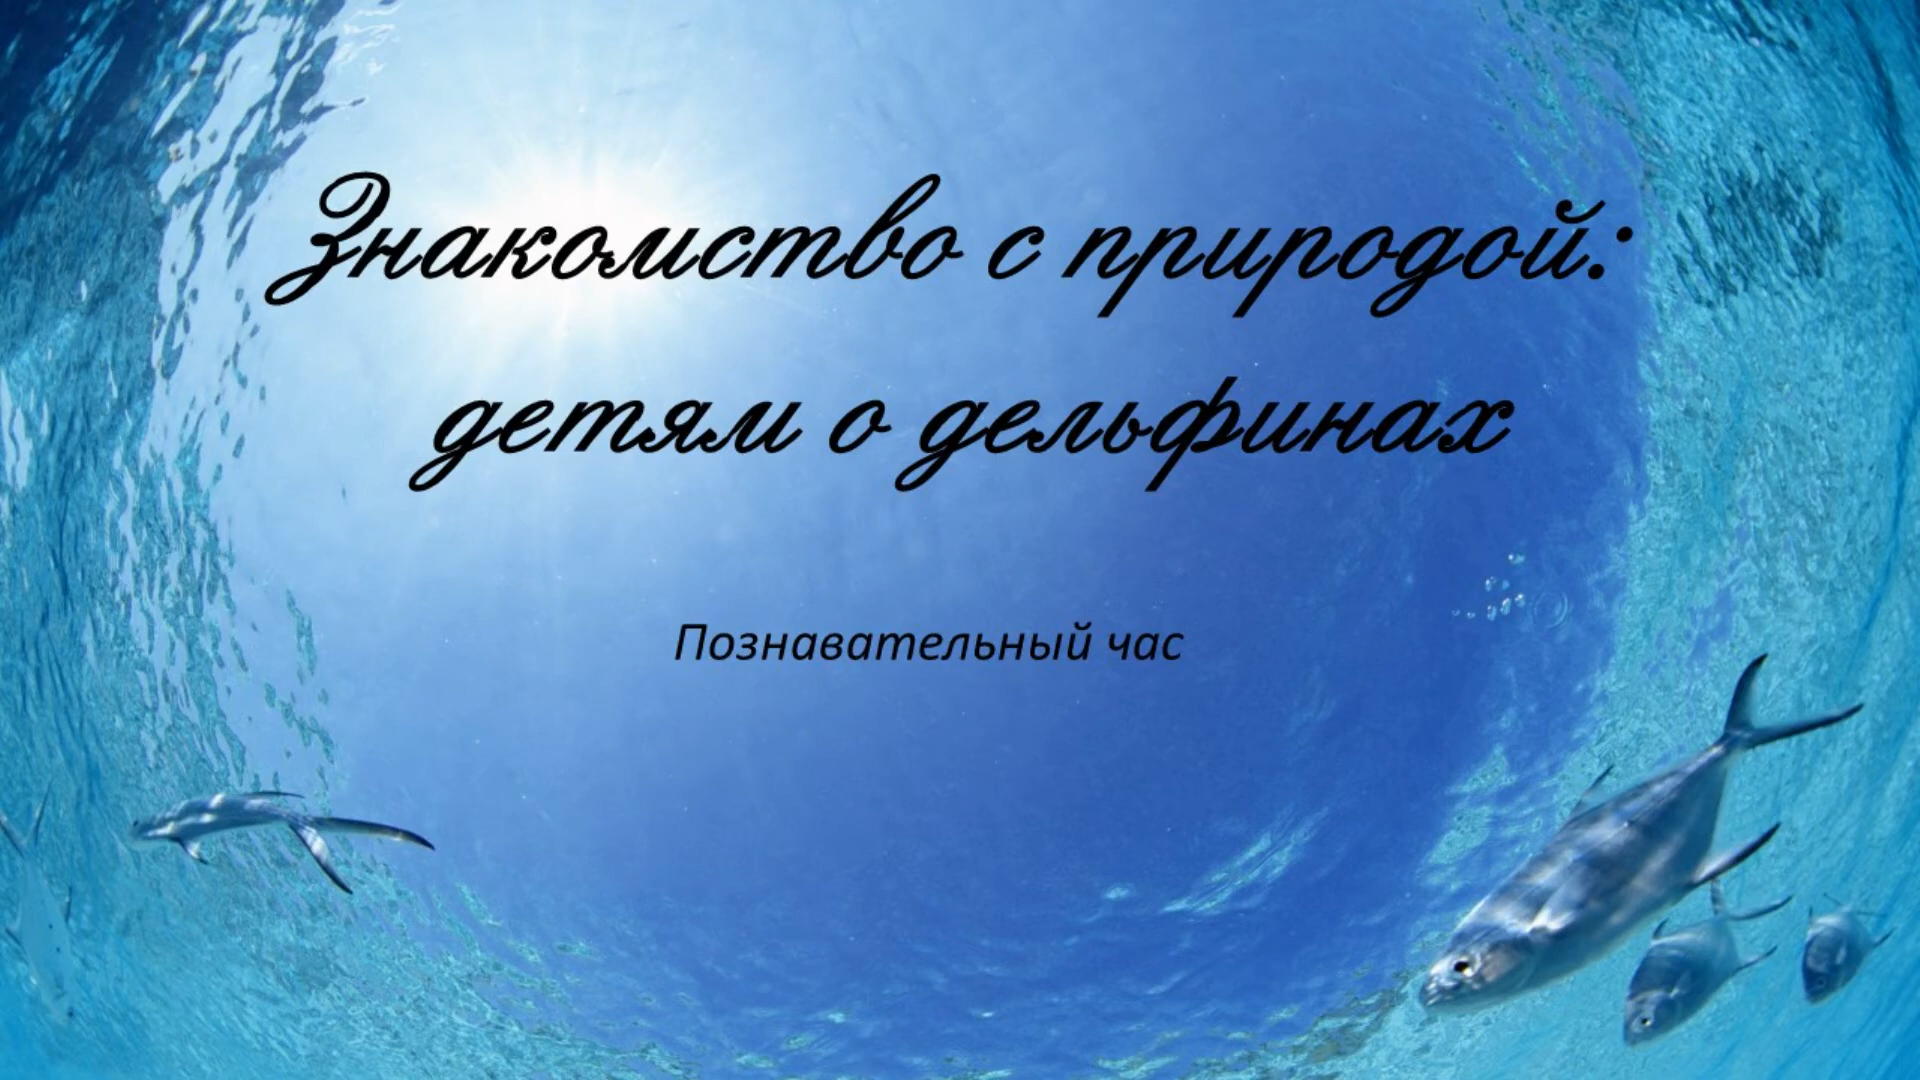 Знакомство с природой:
детям о дельфинах
Познавательный час